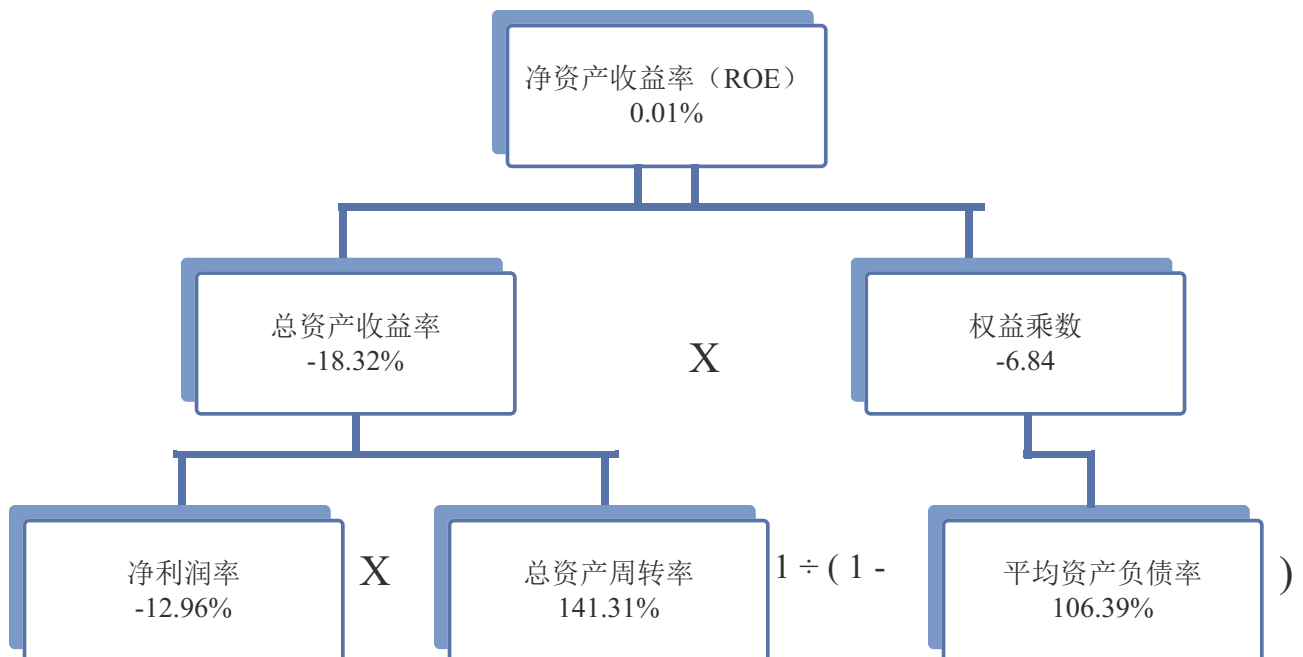 净资产收益率（ROE）
0.01%
总资产收益率
-18.32%
X
权益乘数
-6.84
净利润率
-12.96%
X
总资产周转率
141.31%
1 ÷ ( 1 -
平均资产负债率
106.39%
)